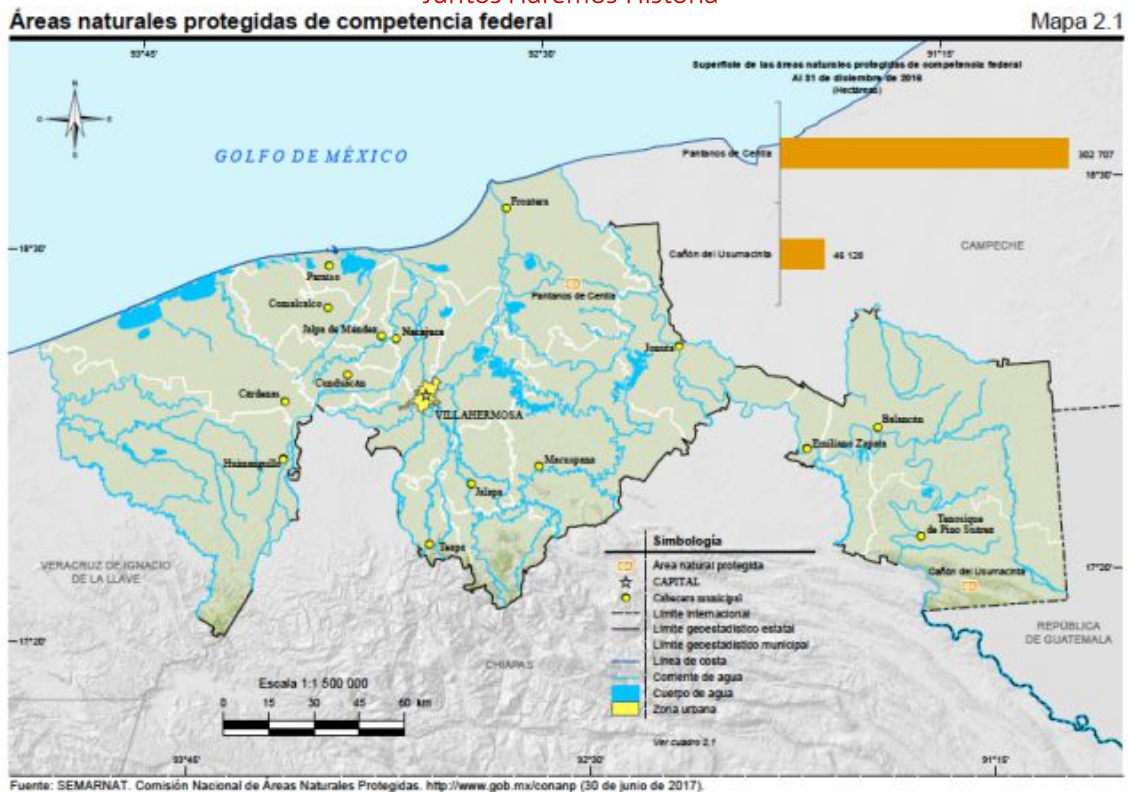 Juntos Haremos Historia
Áreas naturales protegidas de competencia federal
Mapa 2.1
93°45'
92°30'
91°15'
Superficie de las áreas naturales protegidas de competencia federal
Al 31 de diciembre de 2016
(Hectáreas)
N
O
E
S
GOLFO DE MÉXICO
Pantanos de Centla
302 707
18°30'
Frontera
18°30'
Cañón del Usumacinta
46 128
CAMPECHE
Paraíso
Pantanos de Centla
Comalcalco
Jalpa de Méndez
Nacajuca
Jonuta
Cunduacán
Cárdenas
VILLAHERMOSA
Balancán
Emiliano Zapata
Huimanguillo
Macuspana
Jalapa
Tenosique
de Pino Suárez
Teapa
Simbología
VERACRUZ DE IGNACIO
DE LA LLAVE
Área natural protegida
Cañón del Usumacinta
17°20'
CAPITAL
Cabecera municipal
Límite internacional
Límite geoestadístico estatal
REPÚBLICA
DE GUATEMALA
17°20'
Límite geoestadístico municipal
CHIAPAS
Línea de costa
Corriente de agua
Escala 1:1 500 000
Cuerpo de agua
0 15 30 45 60 km
Zona urbana
Ver cuadro 2.1
93°45'
92°30'
91°15'
Fuente: SEMARNAT. Comisión Nacional de Áreas Naturales Protegidas. http://www.gob.mx/conanp (30 de junio de 2017).